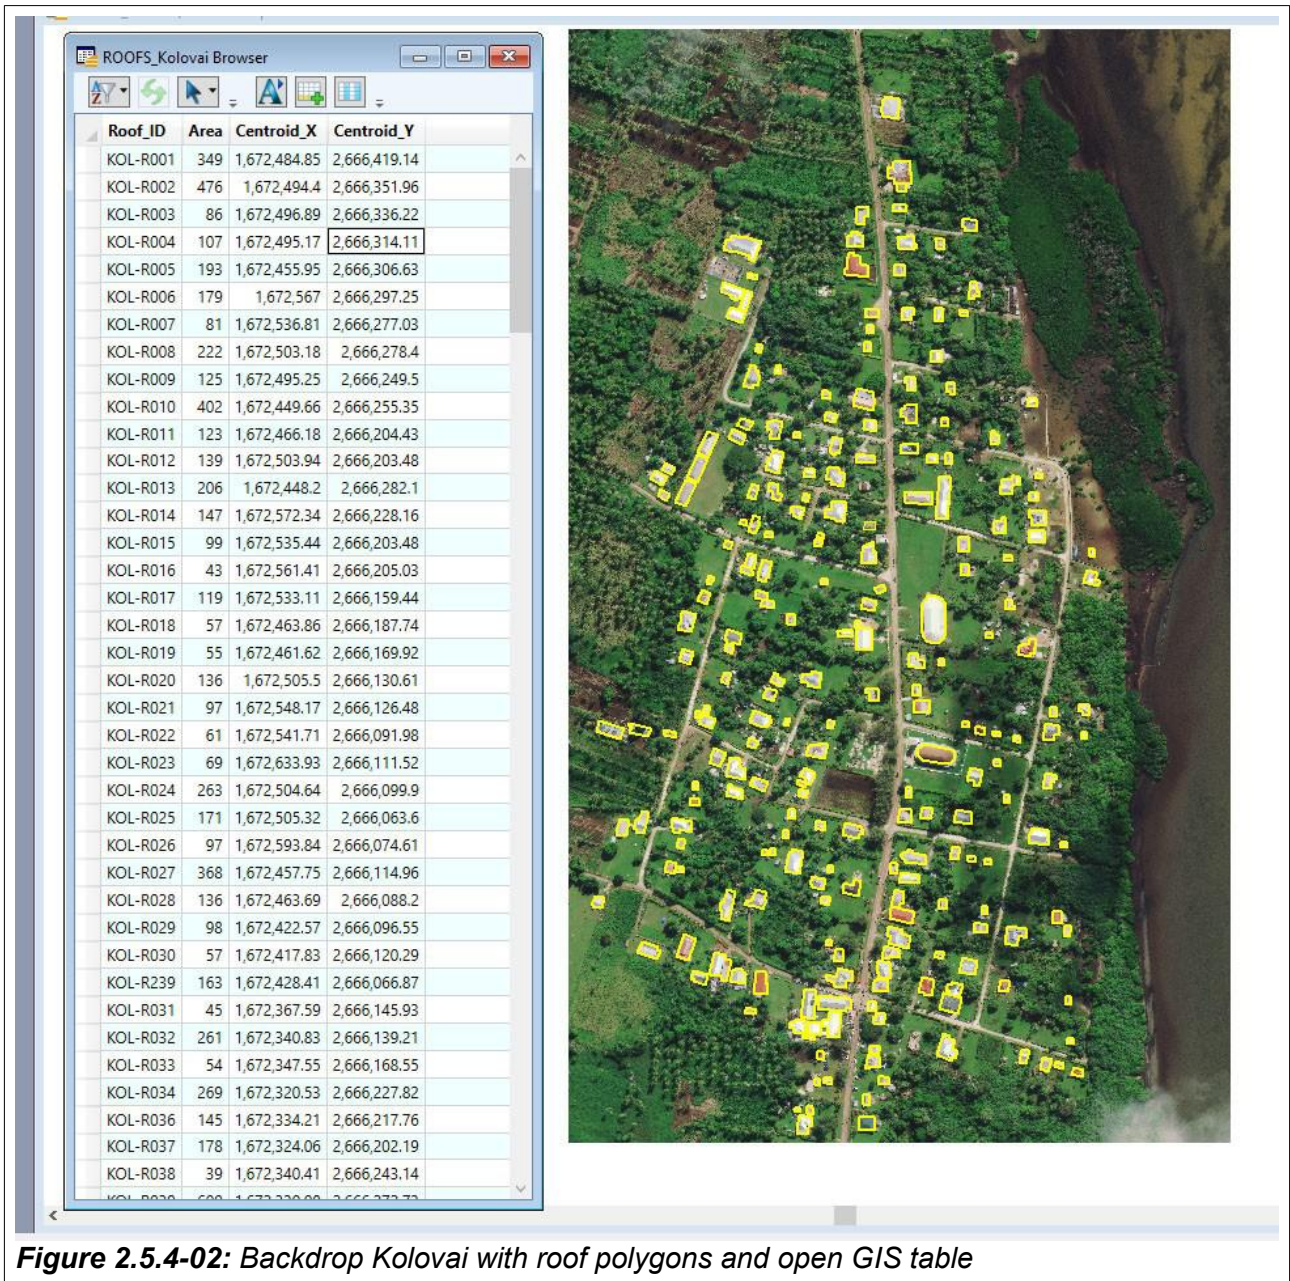 ROOFS_Kolovai Browser
Roof_ID Area Centroid_X Centroid_Y
KOL-R001 349 1,672,484.85 2,666,419.14
KOL-R002 476 1,672,494.4 2,666,351.96
KOL-R003 86 1,672,496.89 2,666,336.22
KOL-R004 107 1,672,495.17 2,666,314.11
KOL-R005 193 1,672,455.95 2,666,306.63
KOL-R006 179 1,672,567 2,666,297.25
KOL-R007 81 1,672,536.81 2,666,277.03
KOL-R008 222 1,672,503.18 2,666,278.4
KOL-R009 125 1,672,495.25 2,666,249.5
KOL-R010 402 1,672,449.66 2,666,255.35
KOL-R011 123 1,672,466.18 2,666,204.43
KOL-R012 139 1,672,503.94 2,666,203.48
KOL-R013 206 1,672,448.2 2,666,282.1
KOL-R014 147 1,672,572.34 2,666,228.16
KOL-R015 99 1,672,535.44 2,666,203.48
KOL-R016 43 1,672,561.41 2,666,205.03
KOL-R017 119 1,672,533.11 2,666,159.44
KOL-R018 57 1,672,463.86 2,666,187.74
KOL-R019 55 1,672,461.62 2,666,169.92
KOL-R020 136 1,672,505.5 2,666,130.61
KOL-R021 97 1,672,548.17 2,666,126.48
KOL-R022 61 1,672,541.71 2,666,091.98
KOL-R023 69 1,672,633.93 2,666,111.52
KOL-R024 263 1,672,504.64 2,666,099.9
KOL-R025 171 1,672,505.32 2,666,063.6
KOL-R026 97 1,672,593.84 2,666,074.61
KOL-R027 368 1,672,457.75 2,666,114.96
KOL-R028 136 1,672,463.69 2,666,088.2
KOL-R029 98 1,672,422.57 2,666,096.55
KOL-R030 57 1,672,417.83 2,666,120.29
KOL-R239 163 1,672,428.41 2,666,066.87
KOL-R031 45 1,672,367.59 2,666,145.93
KOL-R032 261 1,672,340.83 2,666,139.21
KOL-R033 54 1,672,347.55 2,666,168.55
KOL-R034 269 1,672,320.53 2,666,227.82
KOL-R036 145 1,672,334.21 2,666,217.76
KOL-R037 178 1,672,324.06 2,666,202.19
KOL-R038 39 1,672,340.41 2,666,243.14
Figure 2.5.4-02: Backdrop Kolovai with roof polygons and open GIS table